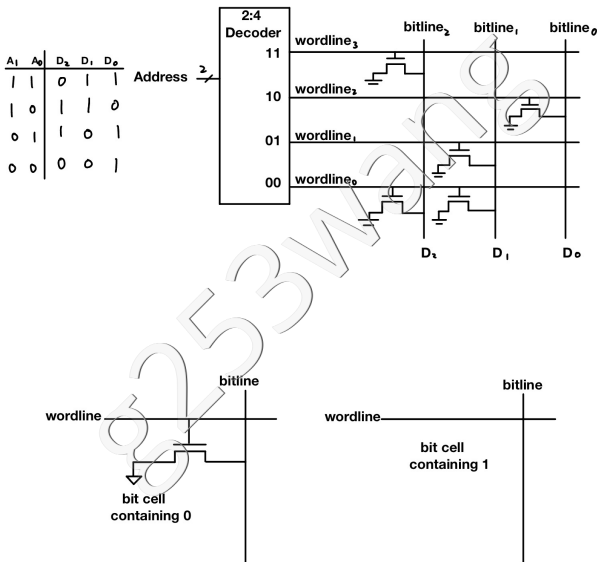 A₁ A₀ D₂ D₁ D₀
1 1 0 1 1
1 0 1 1 0
0 1 1 0 1
0 0 0 0 1
Address
2
2:4
Decoder
11
10
01
00
wordline₃
wordline₂
wordline₁
wordline₀
bitline₂ bitline₁ bitline₀
D₂ D₁ D₀
g253wang
bitline
wordline
bit cell
containing 0
bitline
wordline
bit cell
containing 1